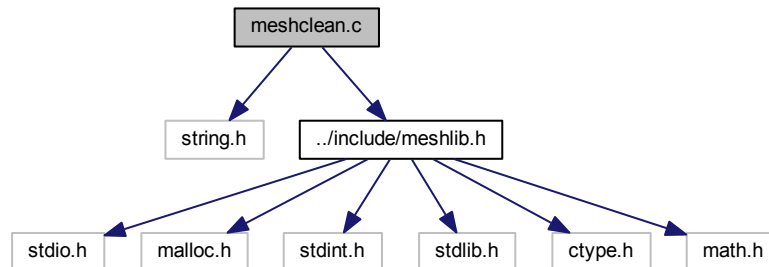 meshclean.c
string.h
../include/meshlib.h
stdio.h
malloc.h
stdint.h
stdlib.h
ctype.h
math.h